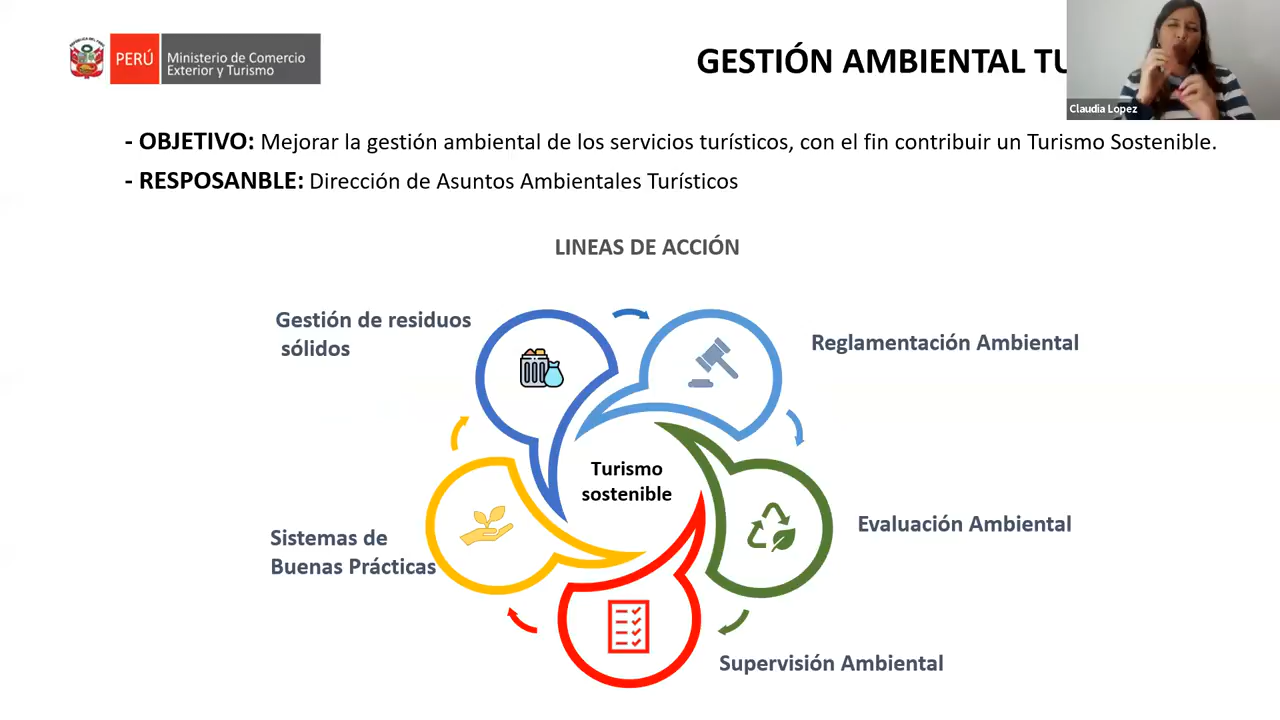 PERÚ
Ministerio de Comercio
Exterior y Turismo
GESTIÓN AMBIENTAL
Claudia Lopez
- OBJETIVO: Mejorar la gestión ambiental de los servicios turísticos, con el fin contribuir un Turismo Sostenible.
- RESPOSANBLE: Dirección de Asuntos Ambientales Turísticos
LINEAS DE ACCIÓN
Gestión de residuos
sólidos
Reglamentación Ambiental
Turismo
sostenible
Evaluación Ambiental
Sistemas de
Buenas Prácticas
Supervisión Ambiental